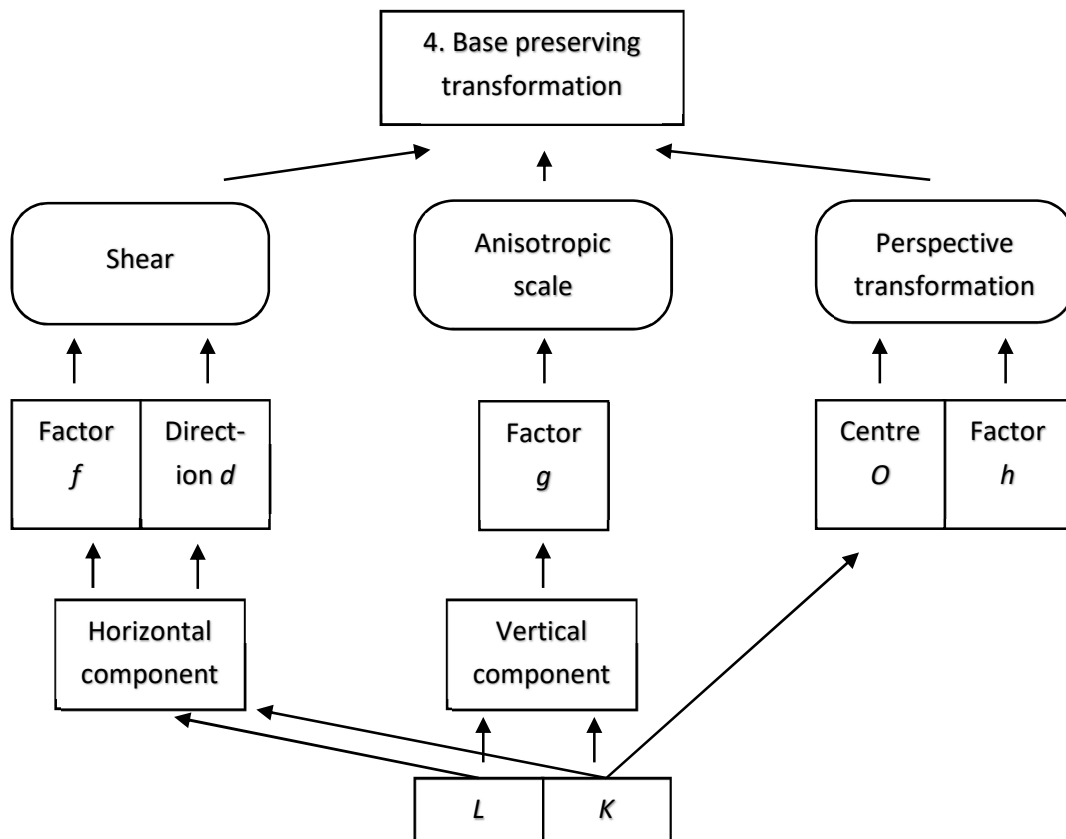 4. Base preserving
transformation
Shear
Anisotropic
scale
Perspective
transformation
Factor
f
Direct-
ion d
Factor
g
Centre
O
Factor
h
Horizontal
component
Vertical
component
L
K